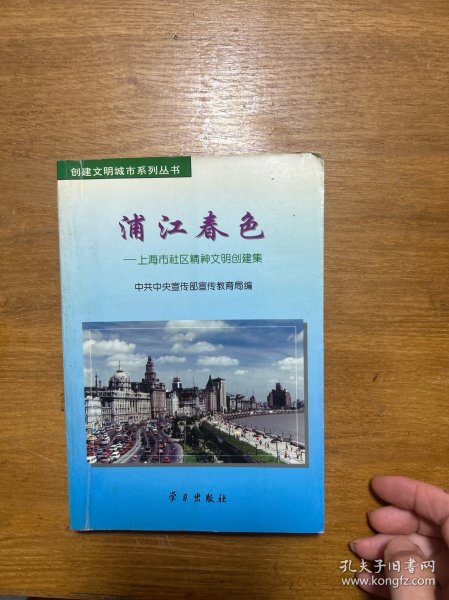 创建文明城市系列丛书
浦江春色
——上海市社区精神文明创建集
中共中央宣传部宣传教育局编
学习出版社
孔夫子旧书网
www.kongfz.com